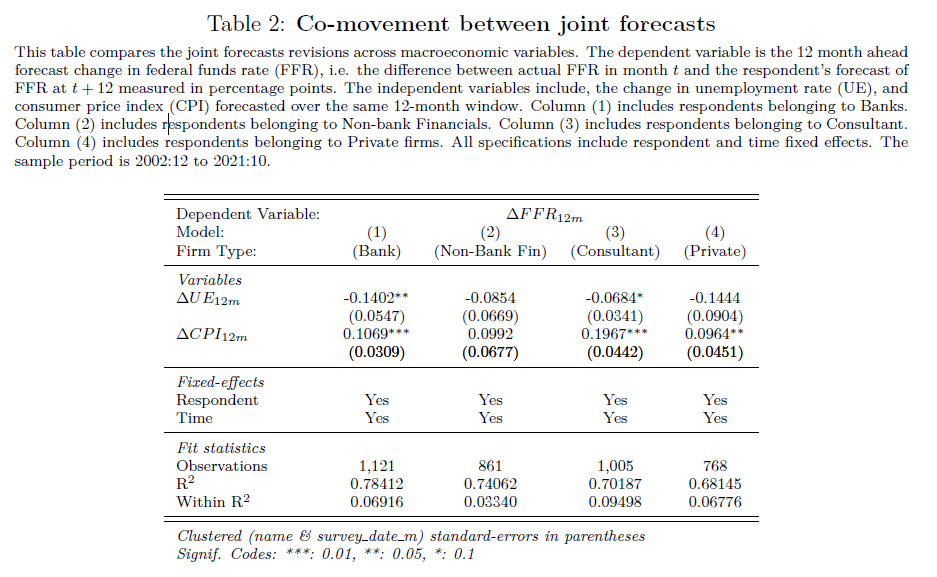 Table 2: Co-movement between joint forecasts
This table compares the joint forecasts revisions across macroeconomic variables. The dependent variable is the 12 month ahead
forecast change in federal funds rate (FFR), i.e. the difference between actual FFR in month t and the respondent's forecast of
FFR at t + 12 measured in percentage points. The independent variables include, the change in unemployment rate (UE), and
consumer price index (CPI) forecasted over the same 12-month window. Column (1) includes respondents belonging to Banks.
Column (2) includes respondents belonging to Non-bank Financials. Column (3) includes respondents belonging to Consultant.
Column (4) includes respondents belonging to Private firms. All specifications include respondent and time fixed effects. The
sample period is 2002:12 to 2021:10.
Dependent Variable: ΔFFR12m
Model: (1) (2) (3) (4)
Firm Type: (Bank) (Non-Bank Fin) (Consultant) (Private)
Variables
ΔUE12m -0.1402** -0.0854 -0.0684* -0.1444
(0.0547) (0.0669) (0.0341) (0.0904)
ΔCPI12m 0.1069*** 0.0992 0.1967*** 0.0964**
(0.0309) (0.0677) (0.0442) (0.0451)
Fixed-effects
Respondent Yes Yes Yes Yes
Time Yes Yes Yes Yes
Fit statistics
Observations 1,121 861 1,005 768
R2 0.78412 0.74062 0.70187 0.68145
Within R2 0.06916 0.03340 0.09498 0.06776
Clustered (name & survey_date_m) standard-errors in parentheses
Signif. Codes: ***: 0.01, **: 0.05, *: 0.1